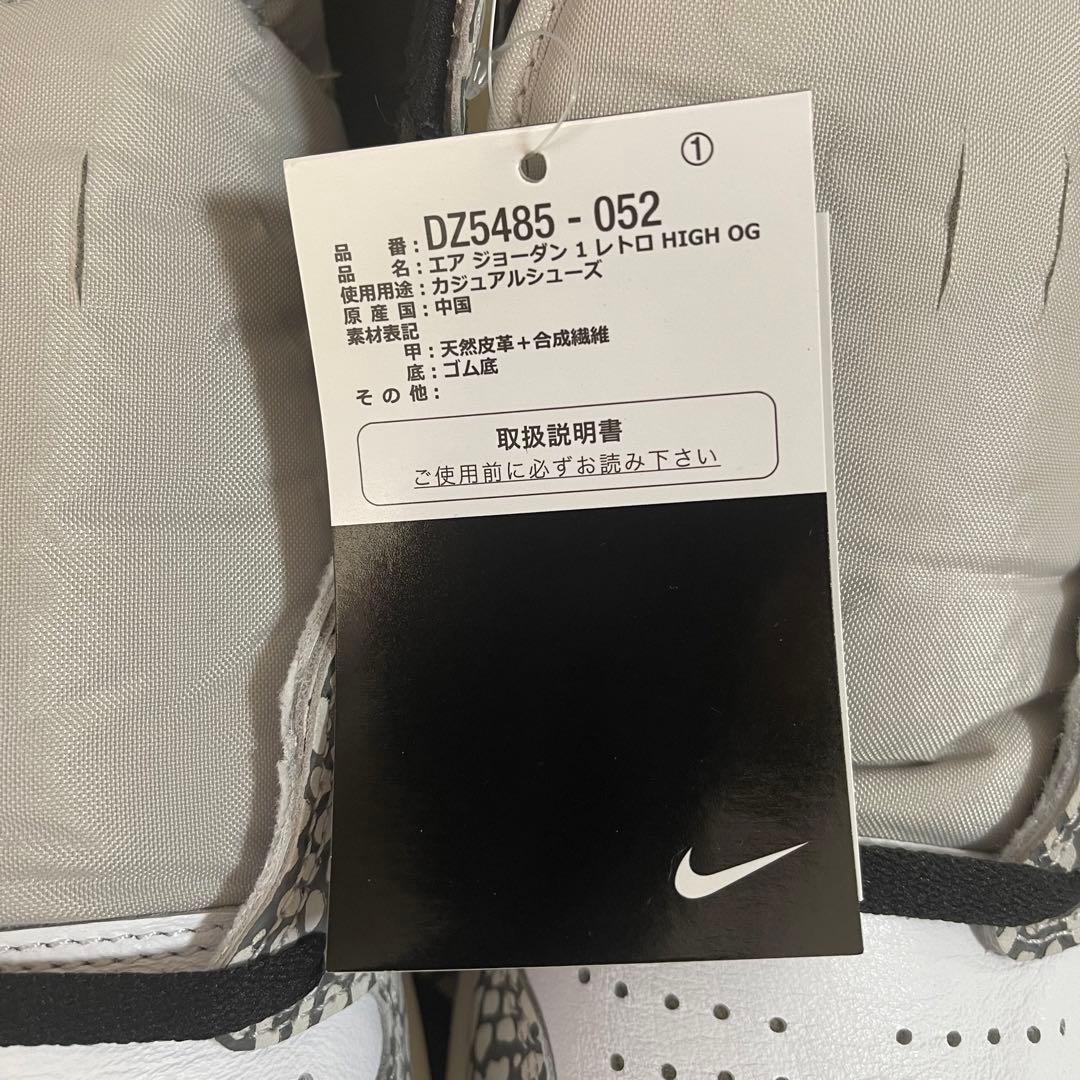 ①
品番:DZ5485 - 052
品名:エア ジョーダン 1 レトロ HIGH OG
使用用途:カジュアルシューズ
原産国:中国
素材表記
甲:天然皮革＋合成繊維
底:ゴム底
その他:
取扱説明書
ご使用前に必ずお読み下さい